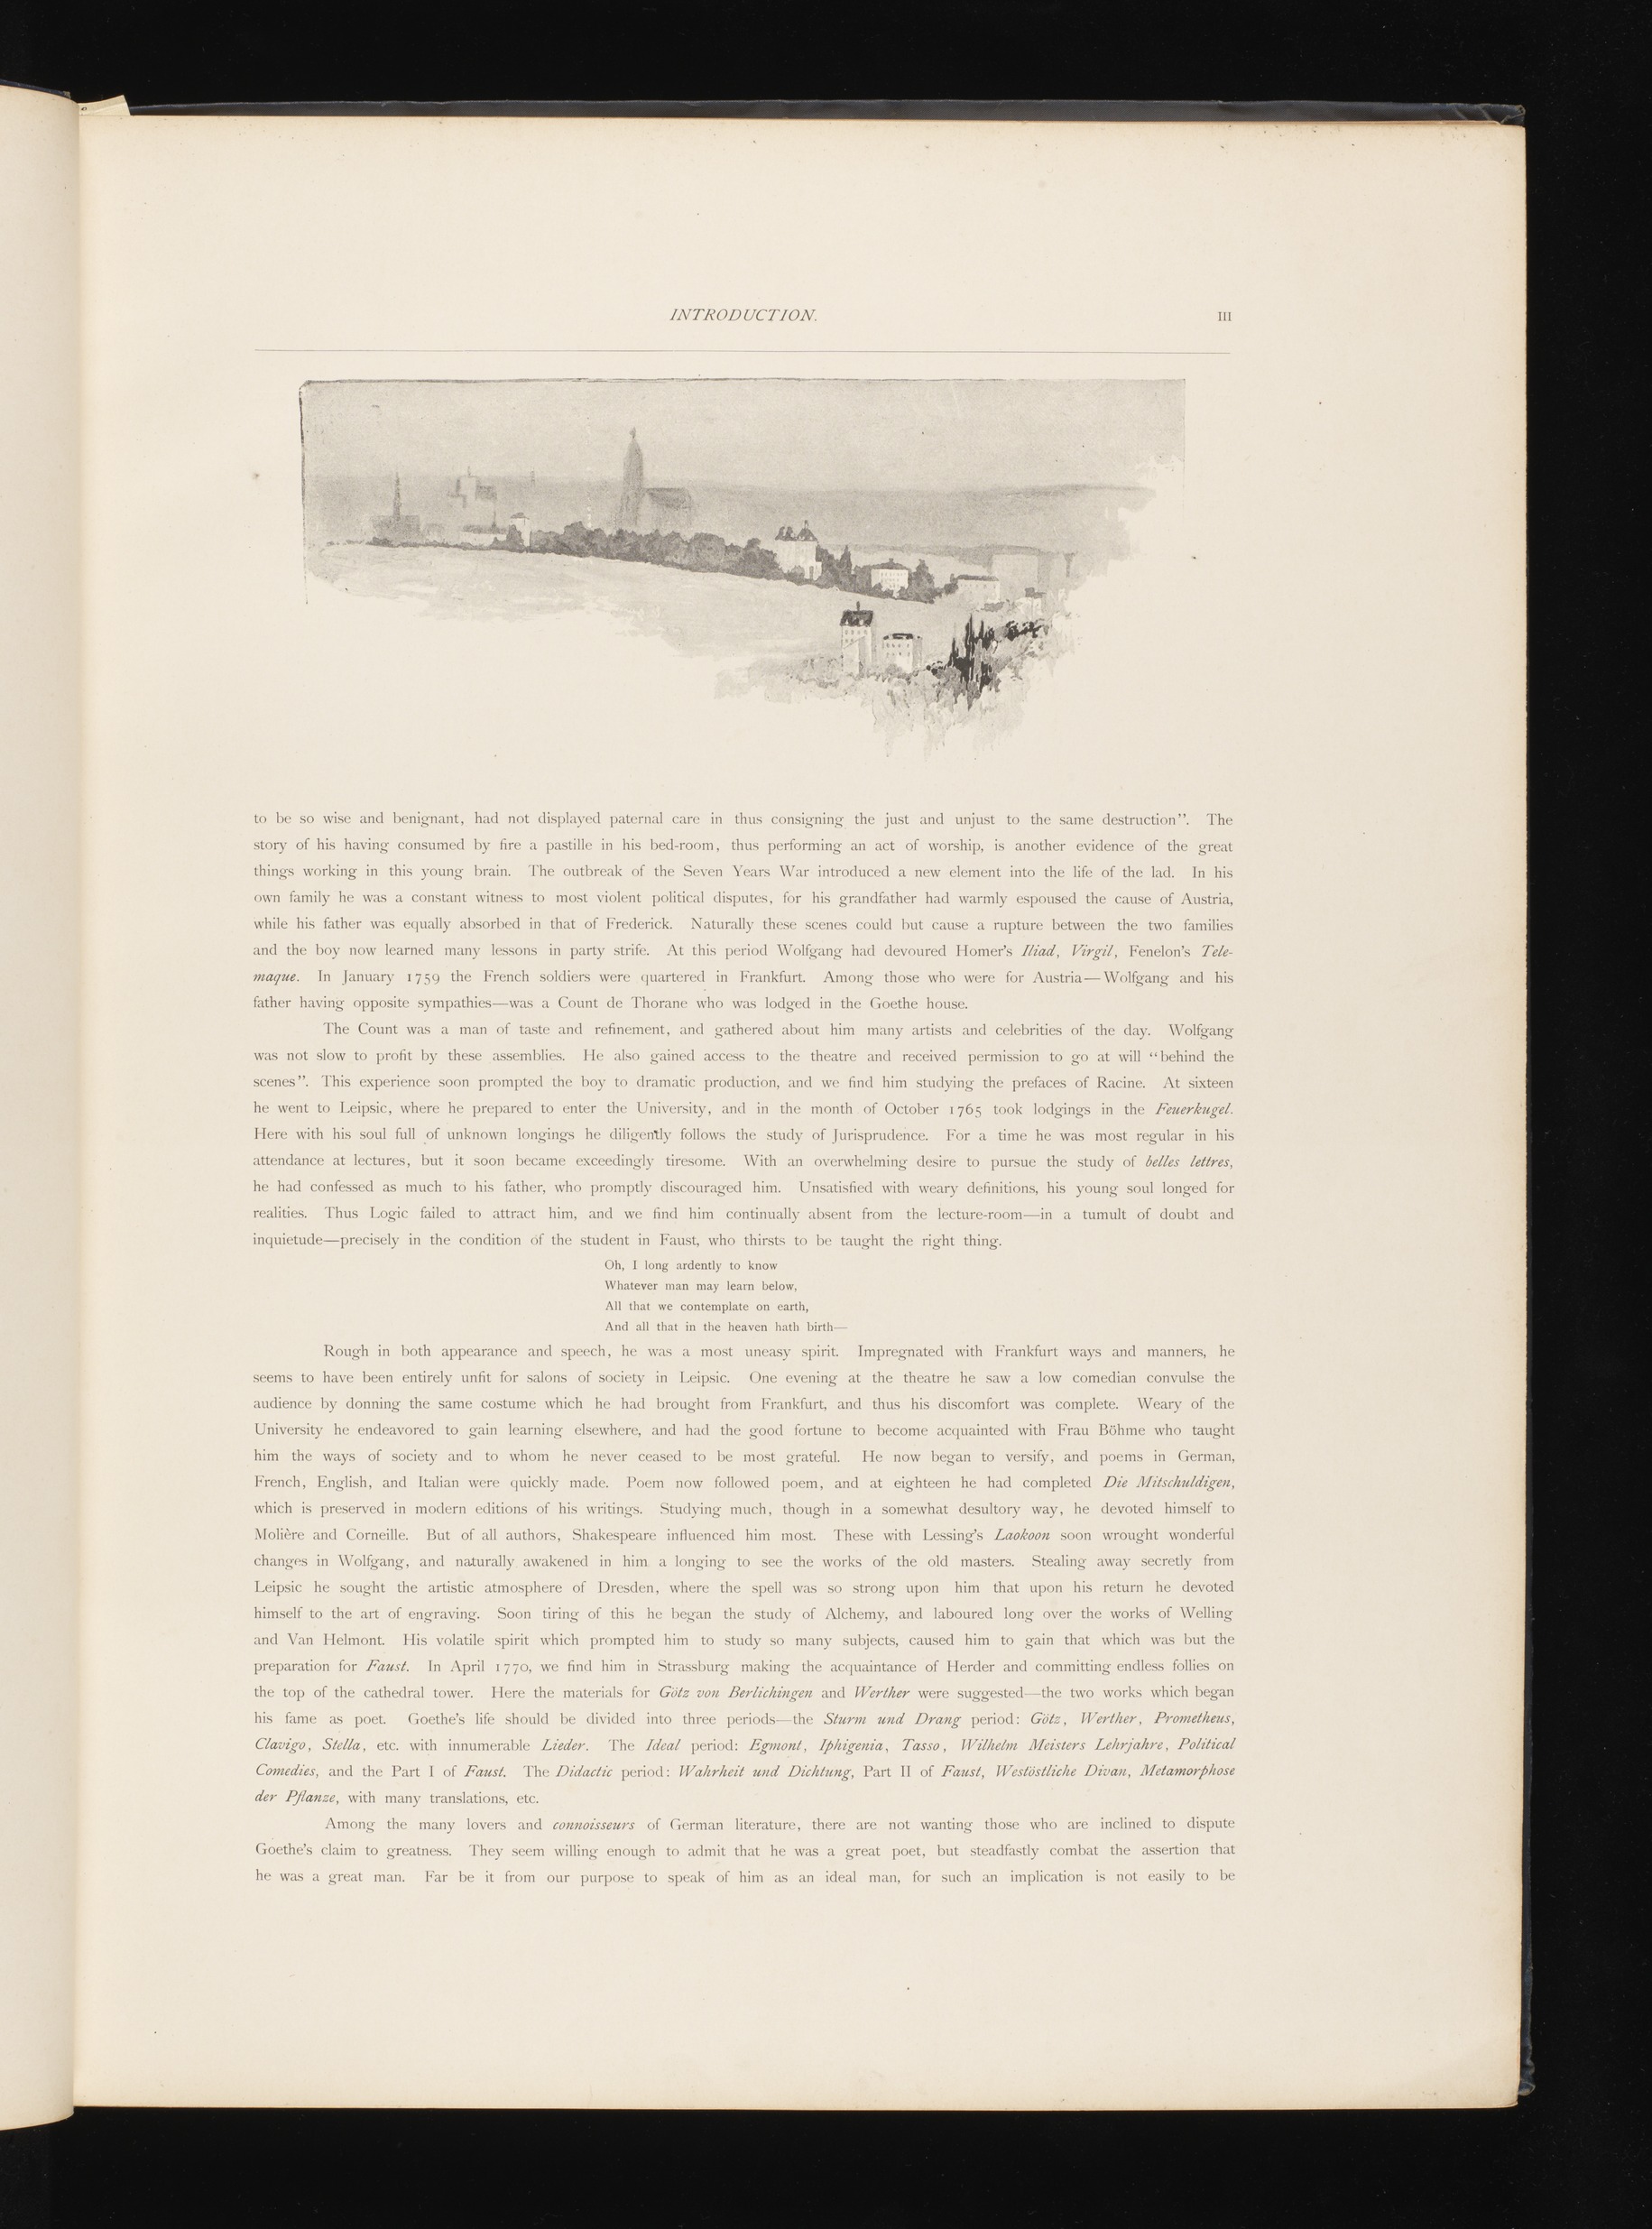 INTRODUCTION.
III
to be so wise and benignant, had not displayed paternal care in thus consigning the just and unjust to the same destruction”. The
story of his having consumed by fire a pastille in his bed-room, thus performing an act of worship, is another evidence of the great
things working in this young brain. The outbreak of the Seven Years War introduced a new element into the life of the lad. In his
own family he was a constant witness to most violent political disputes, for his grandfather had warmly espoused the cause of Austria,
while his father was equally absorbed in that of Frederick. Naturally these scenes could but cause a rupture between the two families
and the boy now learned many lessons in party strife. At this period Wolfgang had devoured Homer’s Iliad, Virgil, Fenelon’s Tele-
maque. In January 1759 the French soldiers were quartered in Frankfurt. Among those who were for Austria—Wolfgang and his
father having opposite sympathies—was a Count de Thorane who was lodged in the Goethe house.
The Count was a man of taste and refinement, and gathered about him many artists and celebrities of the day. Wolfgang
was not slow to profit by these assemblies. He also gained access to the theatre and received permission to go at will “behind the
scenes”. This experience soon prompted the boy to dramatic production, and we find him studying the prefaces of Racine. At sixteen
he went to Leipsic, where he prepared to enter the University, and in the month of October 1765 took lodgings in the Feuerkugel.
Here with his soul full of unknown longings he diligently follows the study of Jurisprudence. For a time he was most regular in his
attendance at lectures, but it soon became exceedingly tiresome. With an overwhelming desire to pursue the study of belles lettres,
he had confessed as much to his father, who promptly discouraged him. Unsatisfied with weary definitions, his young soul longed for
realities. Thus Logic failed to attract him, and we find him continually absent from the lecture-room—in a tumult of doubt and
inquietude—precisely in the condition of the student in Faust, who thirsts to be taught the right thing.
Oh, I long ardently to know
Whatever man may learn below,
All that we contemplate on earth,
And all that in the heaven hath birth—
Rough in both appearance and speech, he was a most uneasy spirit. Impregnated with Frankfurt ways and manners, he
seems to have been entirely unfit for salons of society in Leipsic. One evening at the theatre he saw a low comedian convulse the
audience by donning the same costume which he had brought from Frankfurt, and thus his discomfort was complete. Weary of the
University he endeavored to gain learning elsewhere, and had the good fortune to become acquainted with Frau Böhme who taught
him the ways of society and to whom he never ceased to be most grateful. He now began to versify, and poems in German,
French, English, and Italian were quickly made. Poem now followed poem, and at eighteen he had completed Die Mitschuldigen,
which is preserved in modern editions of his writings. Studying much, though in a somewhat desultory way, he devoted himself to
Molière and Corneille. But of all authors, Shakespeare influenced him most. These with Lessing’s Laokoon soon wrought wonderful
changes in Wolfgang, and naturally awakened in him a longing to see the works of the old masters. Stealing away secretly from
Leipsic he sought the artistic atmosphere of Dresden, where the spell was so strong upon him that upon his return he devoted
himself to the art of engraving. Soon tiring of this he began the study of Alchemy, and laboured long over the works of Welling
and Van Helmont. His volatile spirit which prompted him to study so many subjects, caused him to gain that which was but the
preparation for Faust. In April 1770, we find him in Strassburg making the acquaintance of Herder and committing endless follies on
the top of the cathedral tower. Here the materials for Götz von Berlichingen and Werther were suggested—the two works which began
his fame as poet. Goethe’s life should be divided into three periods—the Sturm und Drang period: Götz, Werther, Prometheus,
Clavigo, Stella, etc. with innumerable Lieder. The Ideal period: Egmont, Iphigenia, Tasso, Wilhelm Meisters Lehrjahre, Political
Comedies, and the Part I of Faust. The Didactic period: Wahrheit und Dichtung, Part II of Faust, Westöstliche Divan, Metamorphose
der Pflanze, with many translations, etc.
Among the many lovers and connoisseurs of German literature, there are not wanting those who are inclined to dispute
Goethe’s claim to greatness. They seem willing enough to admit that he was a great poet, but steadfastly combat the assertion that
he was a great man. Far be it from our purpose to speak of him as an ideal man, for such an implication is not easily to be